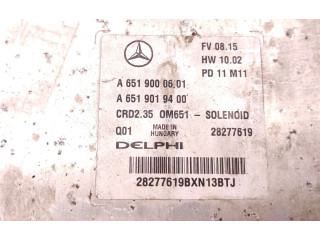 FV 08.15
HW 10.02
PD 11 M11
A 651 900 06 01
A 651 901 94 00
CRD2.35 OM651 - SOLENOID
Q01 MADE IN HUNGARY 28277619
DELPHI
28277619BXN13BTJ